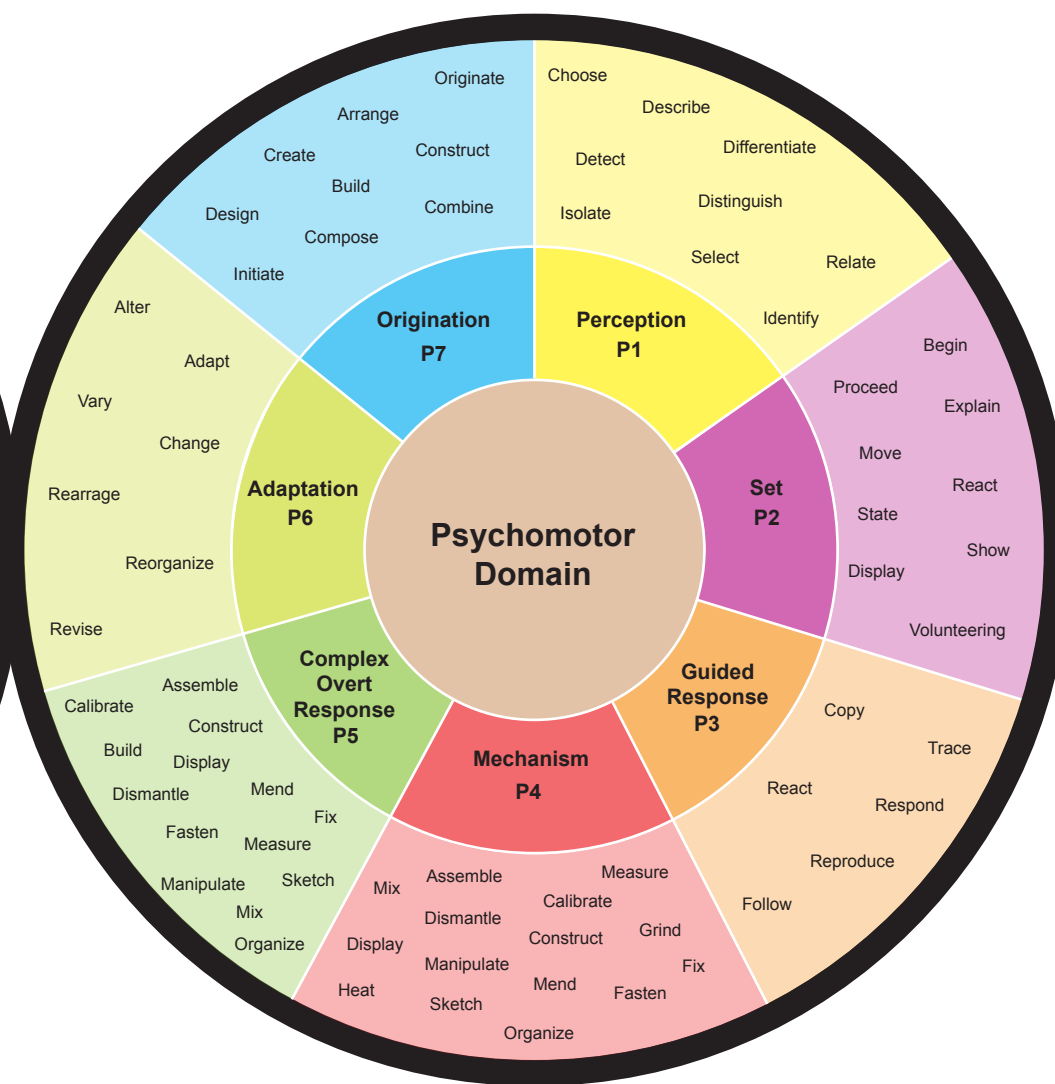 Psychomotor
Domain
Perception
P1
Choose
Describe
Differentiate
Detect
Distinguish
Isolate
Select
Relate
Identify
Set
P2
Begin
Proceed
Explain
Move
React
State
Show
Display
Volunteering
Guided
Response
P3
Copy
Trace
React
Respond
Reproduce
Follow
Mechanism
P4
Measure
Assemble
Mix
Calibrate
Dismantle
Grind
Construct
Display
Manipulate
Fix
Mend
Heat
Fasten
Sketch
Organize
Complex
Overt
Response
P5
Assemble
Calibrate
Construct
Build
Display
Mend
Dismantle
Fix
Fasten
Measure
Sketch
Manipulate
Mix
Organize
Adaptation
P6
Alter
Adapt
Vary
Change
Rearrage
Reorganize
Revise
Origination
P7
Originate
Arrange
Construct
Create
Build
Combine
Design
Compose
Initiate